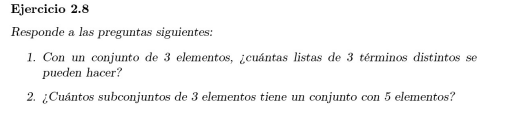 Ejercicio 2.8
Responde a las preguntas siguientes:
1. Con un conjunto de 3 elementos, ¿cuántas listas de 3 términos distintos se
pueden hacer?
2. ¿Cuántos subconjuntos de 3 elementos tiene un conjunto con 5 elementos?